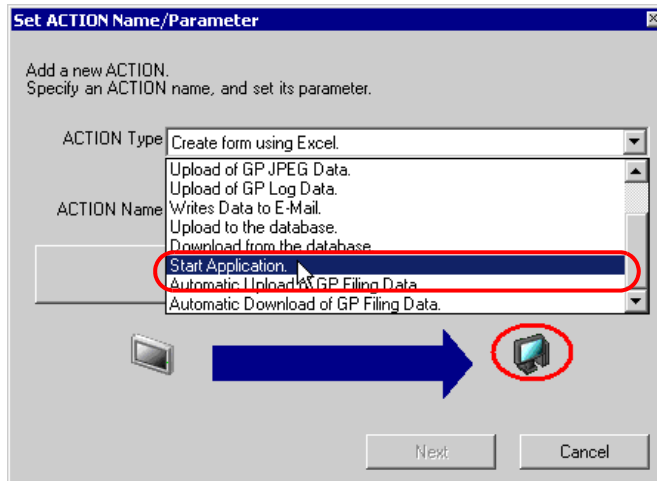 Set ACTION Name/Parameter
Add a new ACTION.
Specify an ACTION name, and set its parameter.
ACTION Type Create form using Excel.
Upload of GP JPEG Data.
Upload of GP Log Data.
ACTION Name Writes Data to E-Mail.
Upload to the database.
Download from the database.
Start Application.
Automatic Upload of GP Filing Data.
Automatic Download of GP Filing Data.
Next Cancel